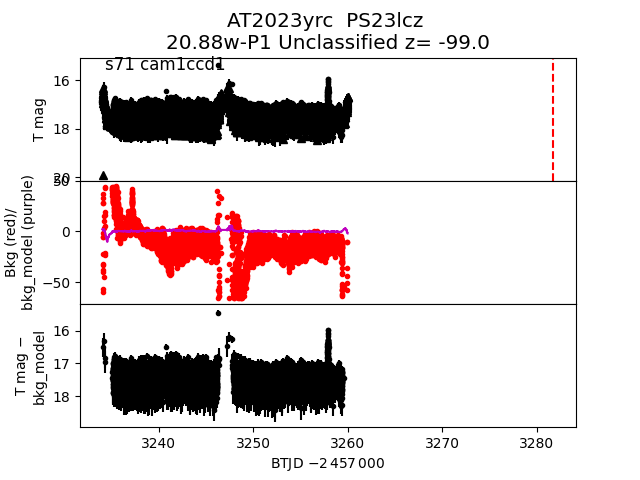 AT2023yrc  PS23lcz
20.88w-P1 Unclassified z= -99.0
s71 cam1ccd1
T mag
16
18
20
Bkg (red)/
bkg_model (purple)
50
0
−50
T mag −
bkg_model
16
17
18
3240
3250
3260
3270
3280
BTJD −2 457 000